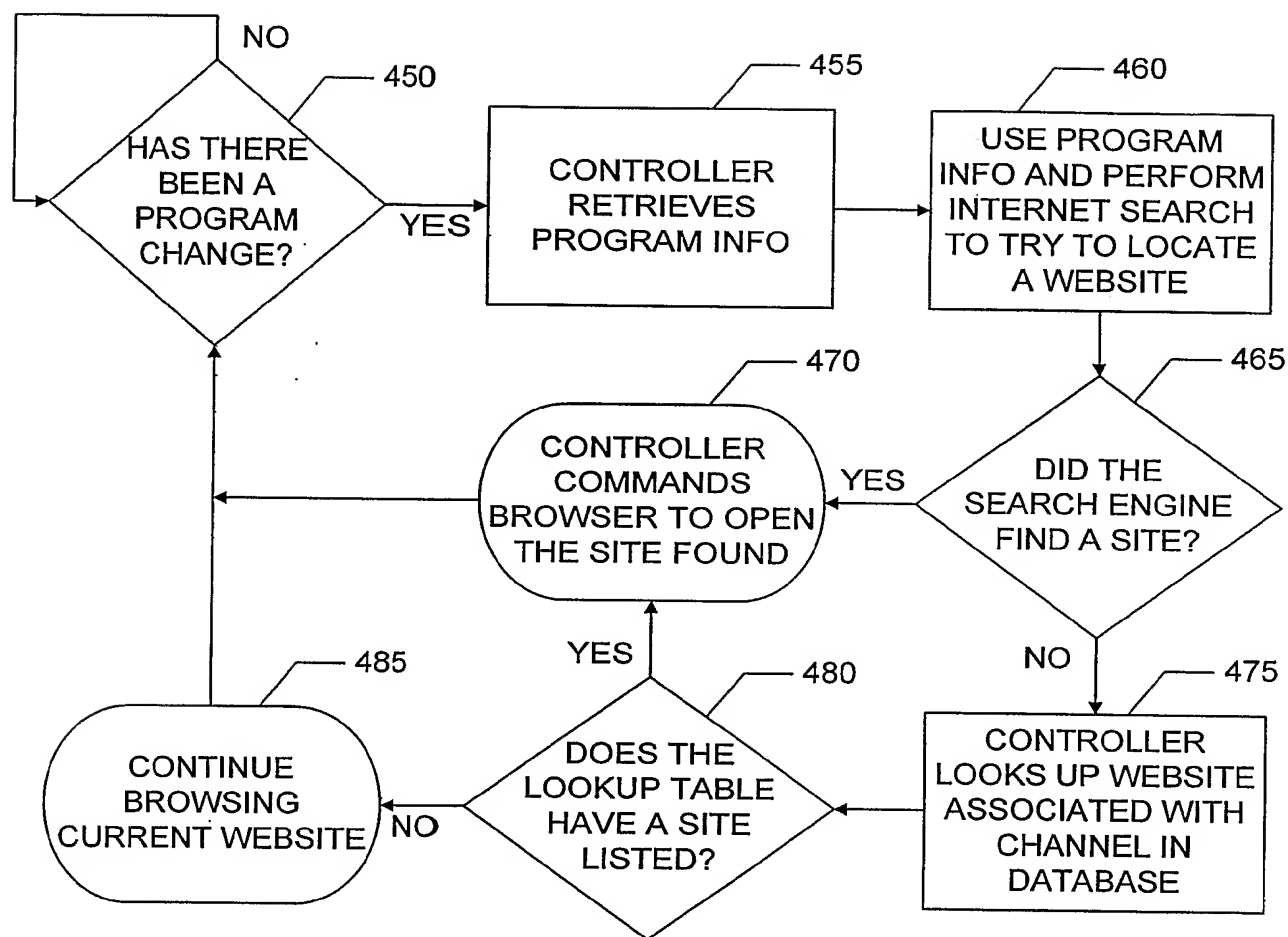 NO
450
HAS THERE
BEEN A
PROGRAM
CHANGE?
YES
455
CONTROLLER
RETRIEVES
PROGRAM INFO
460
USE PROGRAM
INFO AND PERFORM
INTERNET SEARCH
TO TRY TO LOCATE
A WEBSITE
465
DID THE
SEARCH ENGINE
FIND A SITE?
YES
470
CONTROLLER
COMMANDS
BROWSER TO OPEN
THE SITE FOUND
NO
475
CONTROLLER
LOOKS UP WEBSITE
ASSOCIATED WITH
CHANNEL IN
DATABASE
480
DOES THE
LOOKUP TABLE
HAVE A SITE
LISTED?
YES
NO
485
CONTINUE
BROWSING
CURRENT WEBSITE